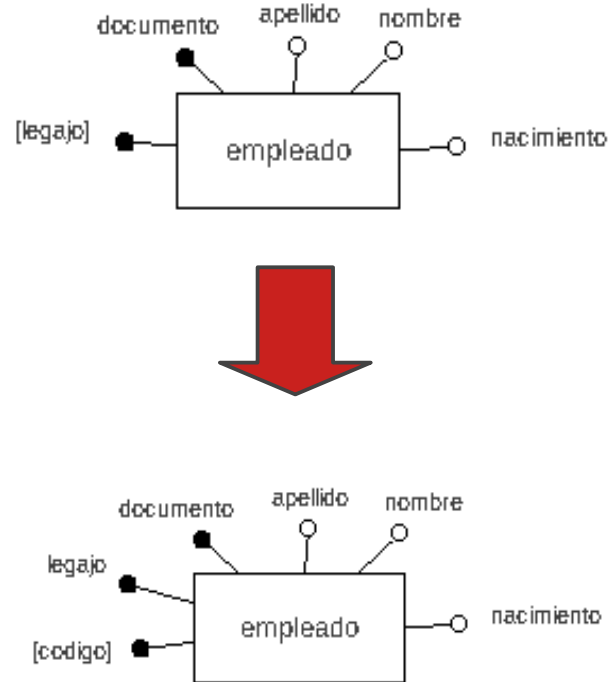 documento
apellido
nombre
[legajo]
empleado
nacimiento
documento
apellido
nombre
legajo
[codigo]
empleado
nacimiento